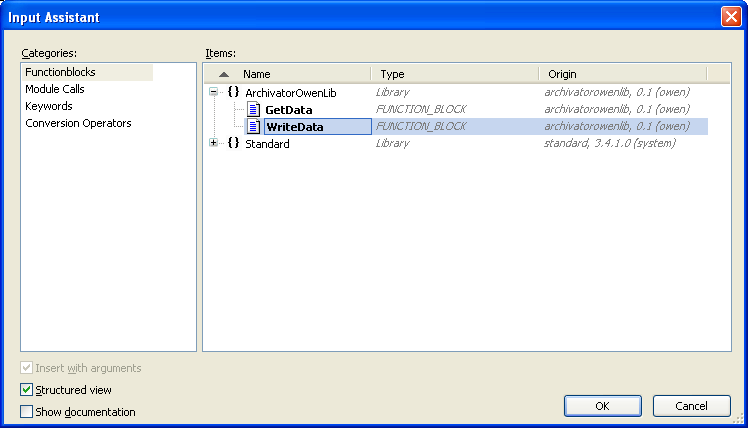 Input Assistant
Categories:
Functionblocks
Module Calls
Keywords
Conversion Operators
Items:
Name Type Origin
{} ArchivatorOwenLib Library archivatorowenlib, 0.1 (owen)
GetData FUNCTION_BLOCK archivatorowenlib, 0.1 (owen)
WriteData FUNCTION_BLOCK archivatorowenlib, 0.1 (owen)
{} Standard Library standard, 3.4.1.0 (system)
Insert with arguments
Structured view
Show documentation
OK Cancel